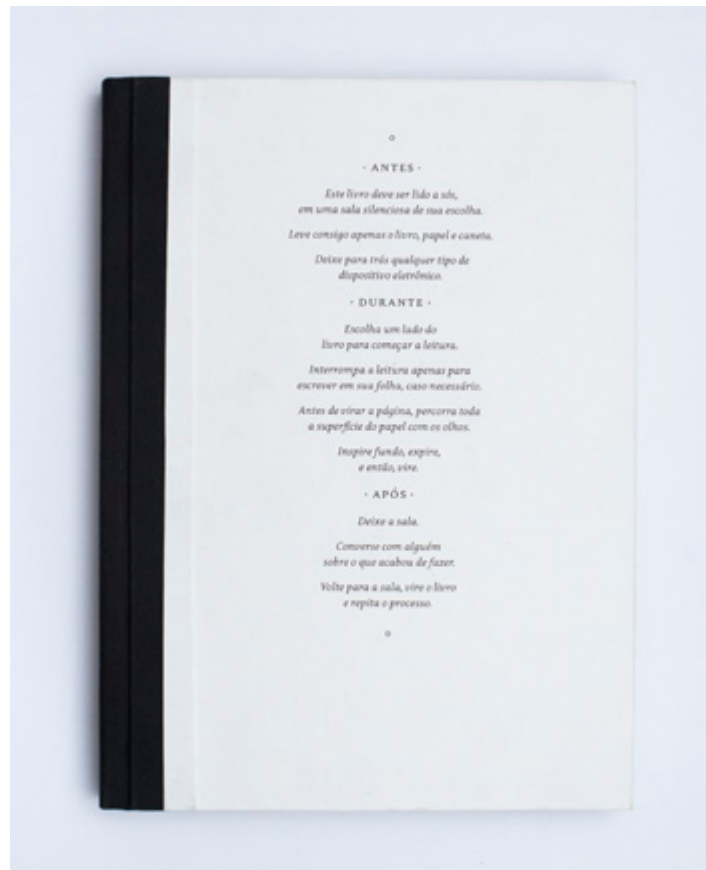 · ANTES ·
Este livro deve ser lido a sós,
em uma sala silenciosa de sua escolha.
Leve consigo apenas o livro, papel e caneta.
Deixe para trás qualquer tipo de
dispositivo eletrônico.
· DURANTE ·
Escolha um lado do
livro para começar a leitura.
Interrompa a leitura apenas para
escrever em sua folha, caso necessário.
Antes de virar a página, percorra toda
a superfície do papel com os olhos.
Inspire fundo, expire,
e então, vire.
· APÓS ·
Deixe a sala.
Converse com alguém
sobre o que acabou de fazer.
Volte para a sala, vire o livro
e repita o processo.